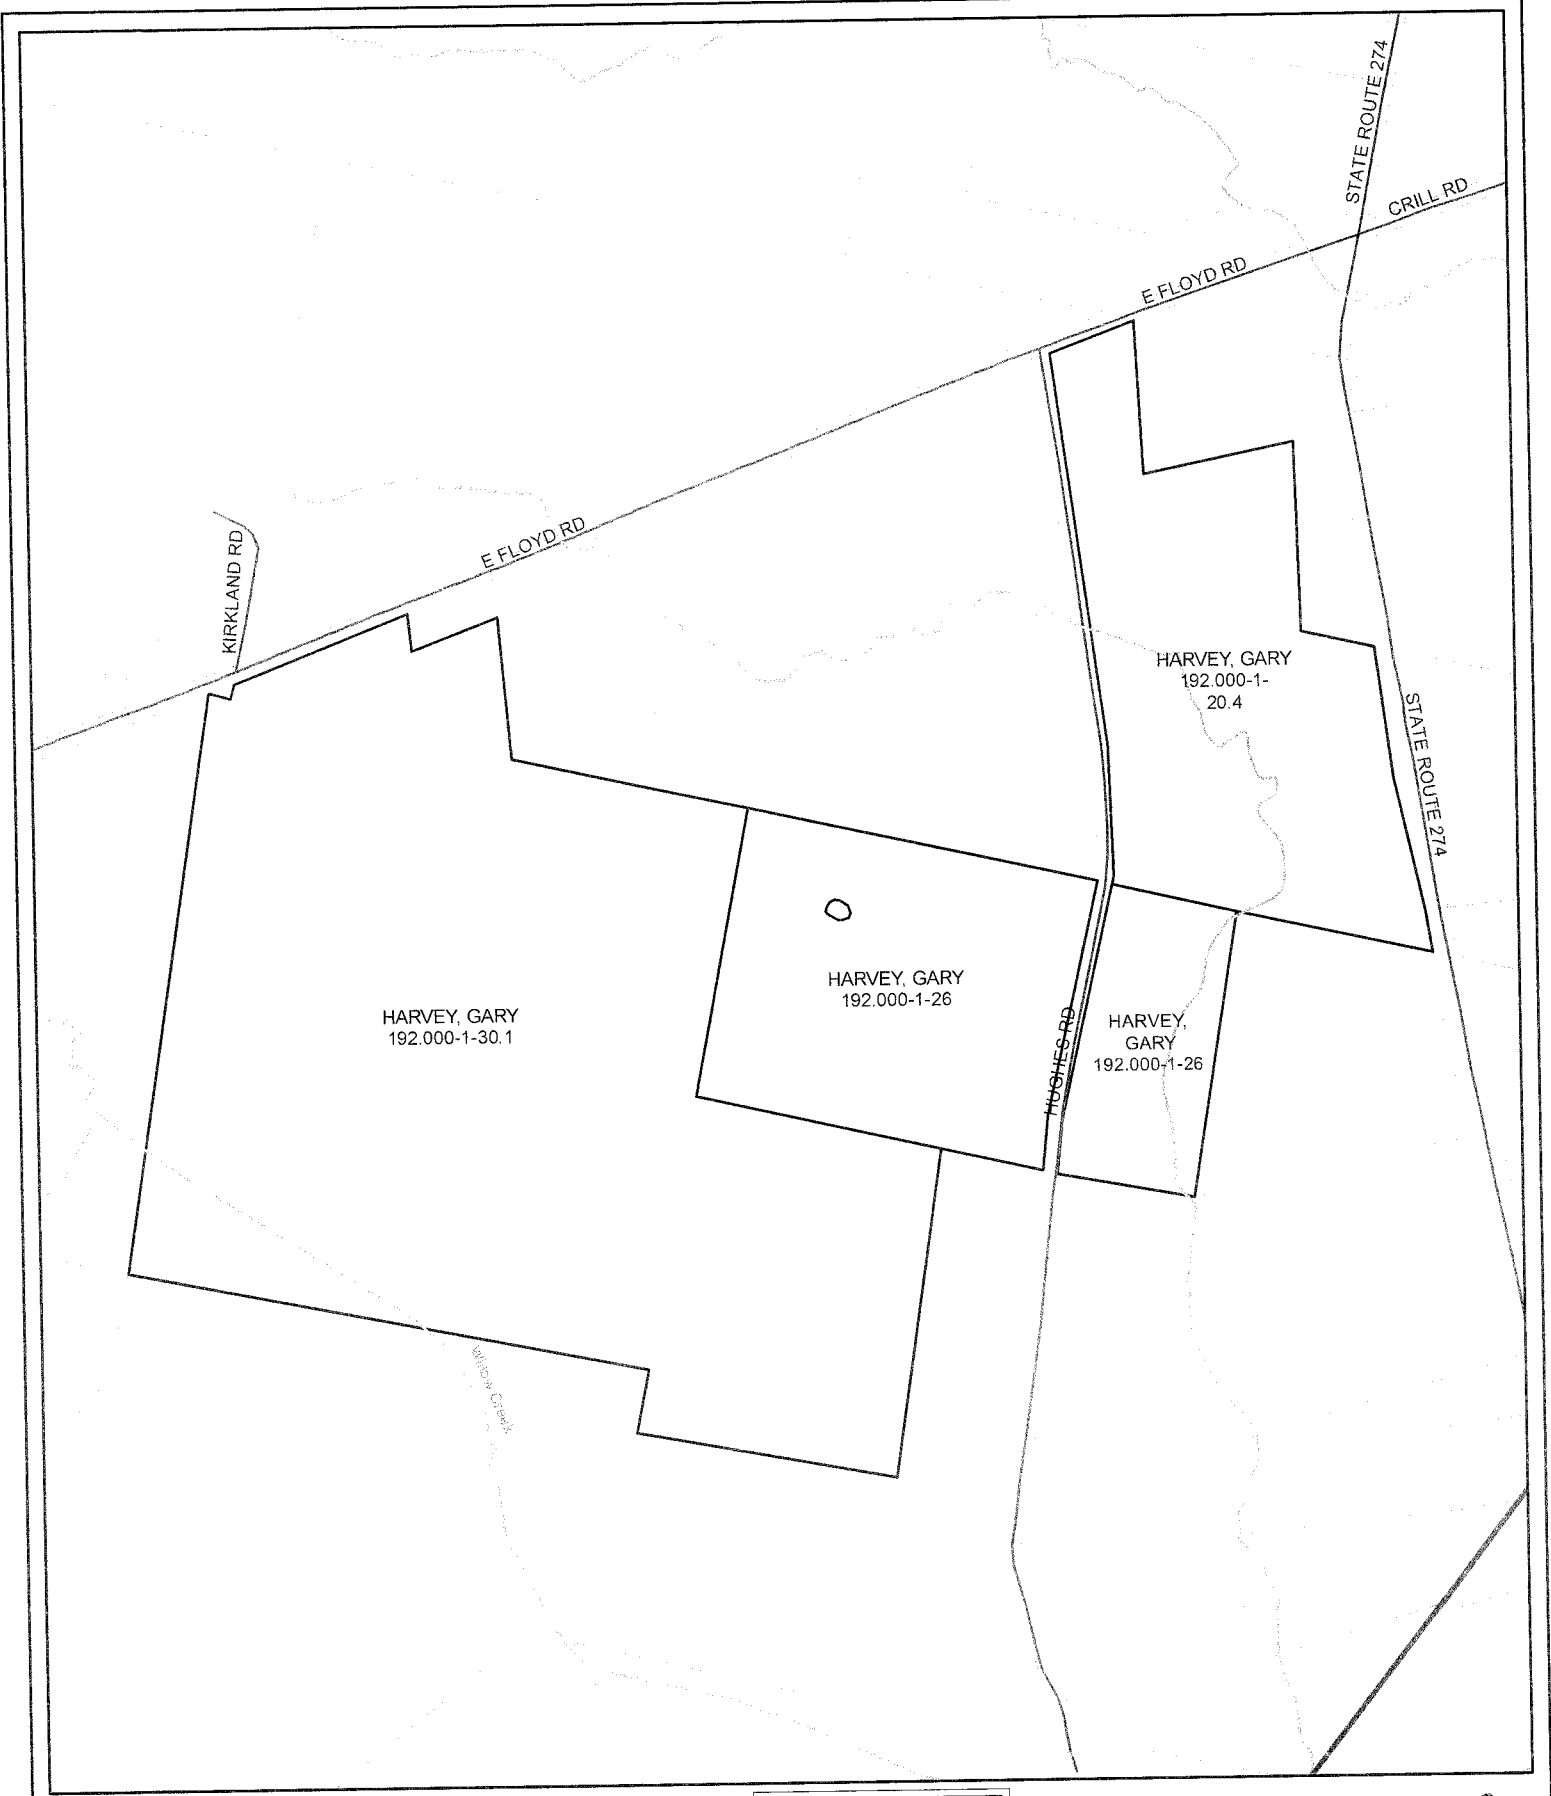 STATE ROUTE 274
CRILL RD
E FLOYD RD
E FLOYD RD
KIRKLAND RD
HARVEY, GARY
192.000-1-
20.4
STATE ROUTE 274
HARVEY, GARY
192.000-1-26
HARVEY, GARY
192.000-1-30.1
HUGHES RD
HARVEY,
GARY
192.000-1-26
Willow Creek